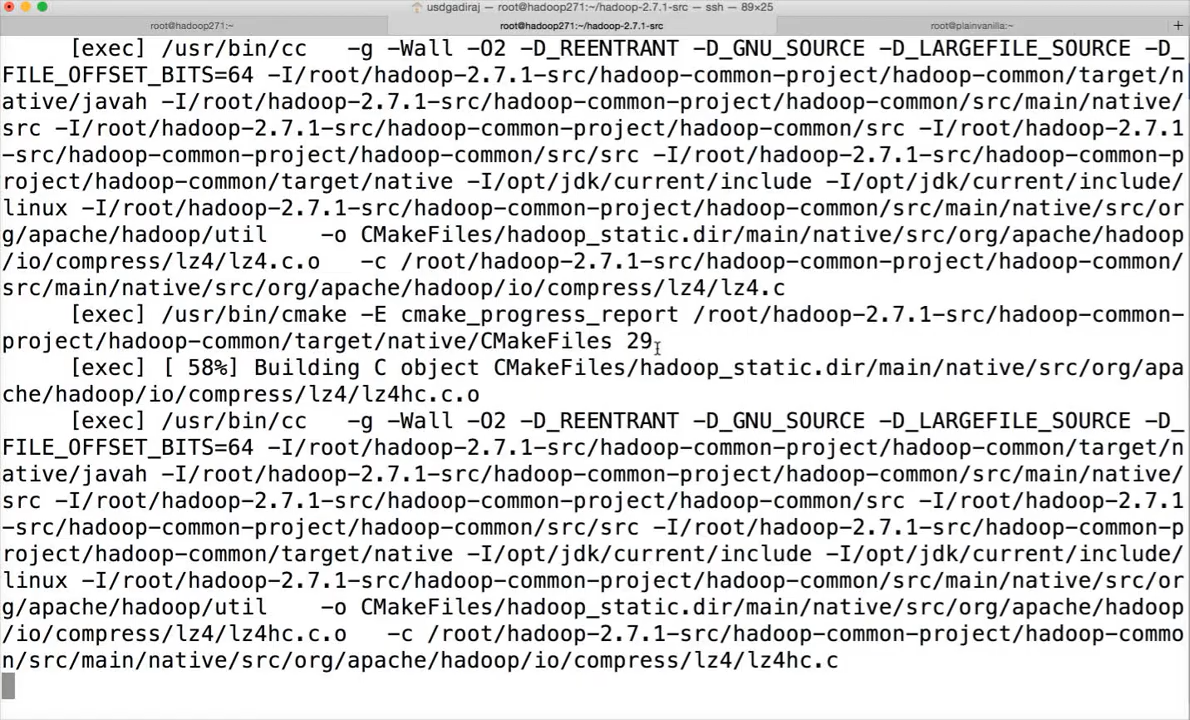 usdgadiraj — root@hadoop271:~/hadoop-2.7.1-src — ssh — 89×25
root@hadoop271:~ root@hadoop271:~/hadoop-2.7.1-src root@plainvanilla:~ +
[exec] /usr/bin/cc   -g -Wall -O2 -D_REENTRANT -D_GNU_SOURCE -D_LARGEFILE_SOURCE -D_
FILE_OFFSET_BITS=64 -I/root/hadoop-2.7.1-src/hadoop-common-project/hadoop-common/target/n
ative/javah -I/root/hadoop-2.7.1-src/hadoop-common-project/hadoop-common/src/main/native/
src -I/root/hadoop-2.7.1-src/hadoop-common-project/hadoop-common/src -I/root/hadoop-2.7.1
-src/hadoop-common-project/hadoop-common/src/src -I/root/hadoop-2.7.1-src/hadoop-common-p
roject/hadoop-common/target/native -I/opt/jdk/current/include -I/opt/jdk/current/include/
linux -I/root/hadoop-2.7.1-src/hadoop-common-project/hadoop-common/src/main/native/src/or
g/apache/hadoop/util    -o CMakeFiles/hadoop_static.dir/main/native/src/org/apache/hadoop
/io/compress/lz4/lz4.c.o   -c /root/hadoop-2.7.1-src/hadoop-common-project/hadoop-common/
src/main/native/src/org/apache/hadoop/io/compress/lz4/lz4.c
[exec] /usr/bin/cmake -E cmake_progress_report /root/hadoop-2.7.1-src/hadoop-common-
project/hadoop-common/target/native/CMakeFiles 29
[exec] [ 58%] Building C object CMakeFiles/hadoop_static.dir/main/native/src/org/apa
che/hadoop/io/compress/lz4/lz4hc.c.o
[exec] /usr/bin/cc   -g -Wall -O2 -D_REENTRANT -D_GNU_SOURCE -D_LARGEFILE_SOURCE -D_
FILE_OFFSET_BITS=64 -I/root/hadoop-2.7.1-src/hadoop-common-project/hadoop-common/target/n
ative/javah -I/root/hadoop-2.7.1-src/hadoop-common-project/hadoop-common/src/main/native/
src -I/root/hadoop-2.7.1-src/hadoop-common-project/hadoop-common/src -I/root/hadoop-2.7.1
-src/hadoop-common-project/hadoop-common/src/src -I/root/hadoop-2.7.1-src/hadoop-common-p
roject/hadoop-common/target/native -I/opt/jdk/current/include -I/opt/jdk/current/include/
linux -I/root/hadoop-2.7.1-src/hadoop-common-project/hadoop-common/src/main/native/src/or
g/apache/hadoop/util    -o CMakeFiles/hadoop_static.dir/main/native/src/org/apache/hadoop
/io/compress/lz4/lz4hc.c.o   -c /root/hadoop-2.7.1-src/hadoop-common-project/hadoop-commo
n/src/main/native/src/org/apache/hadoop/io/compress/lz4/lz4hc.c